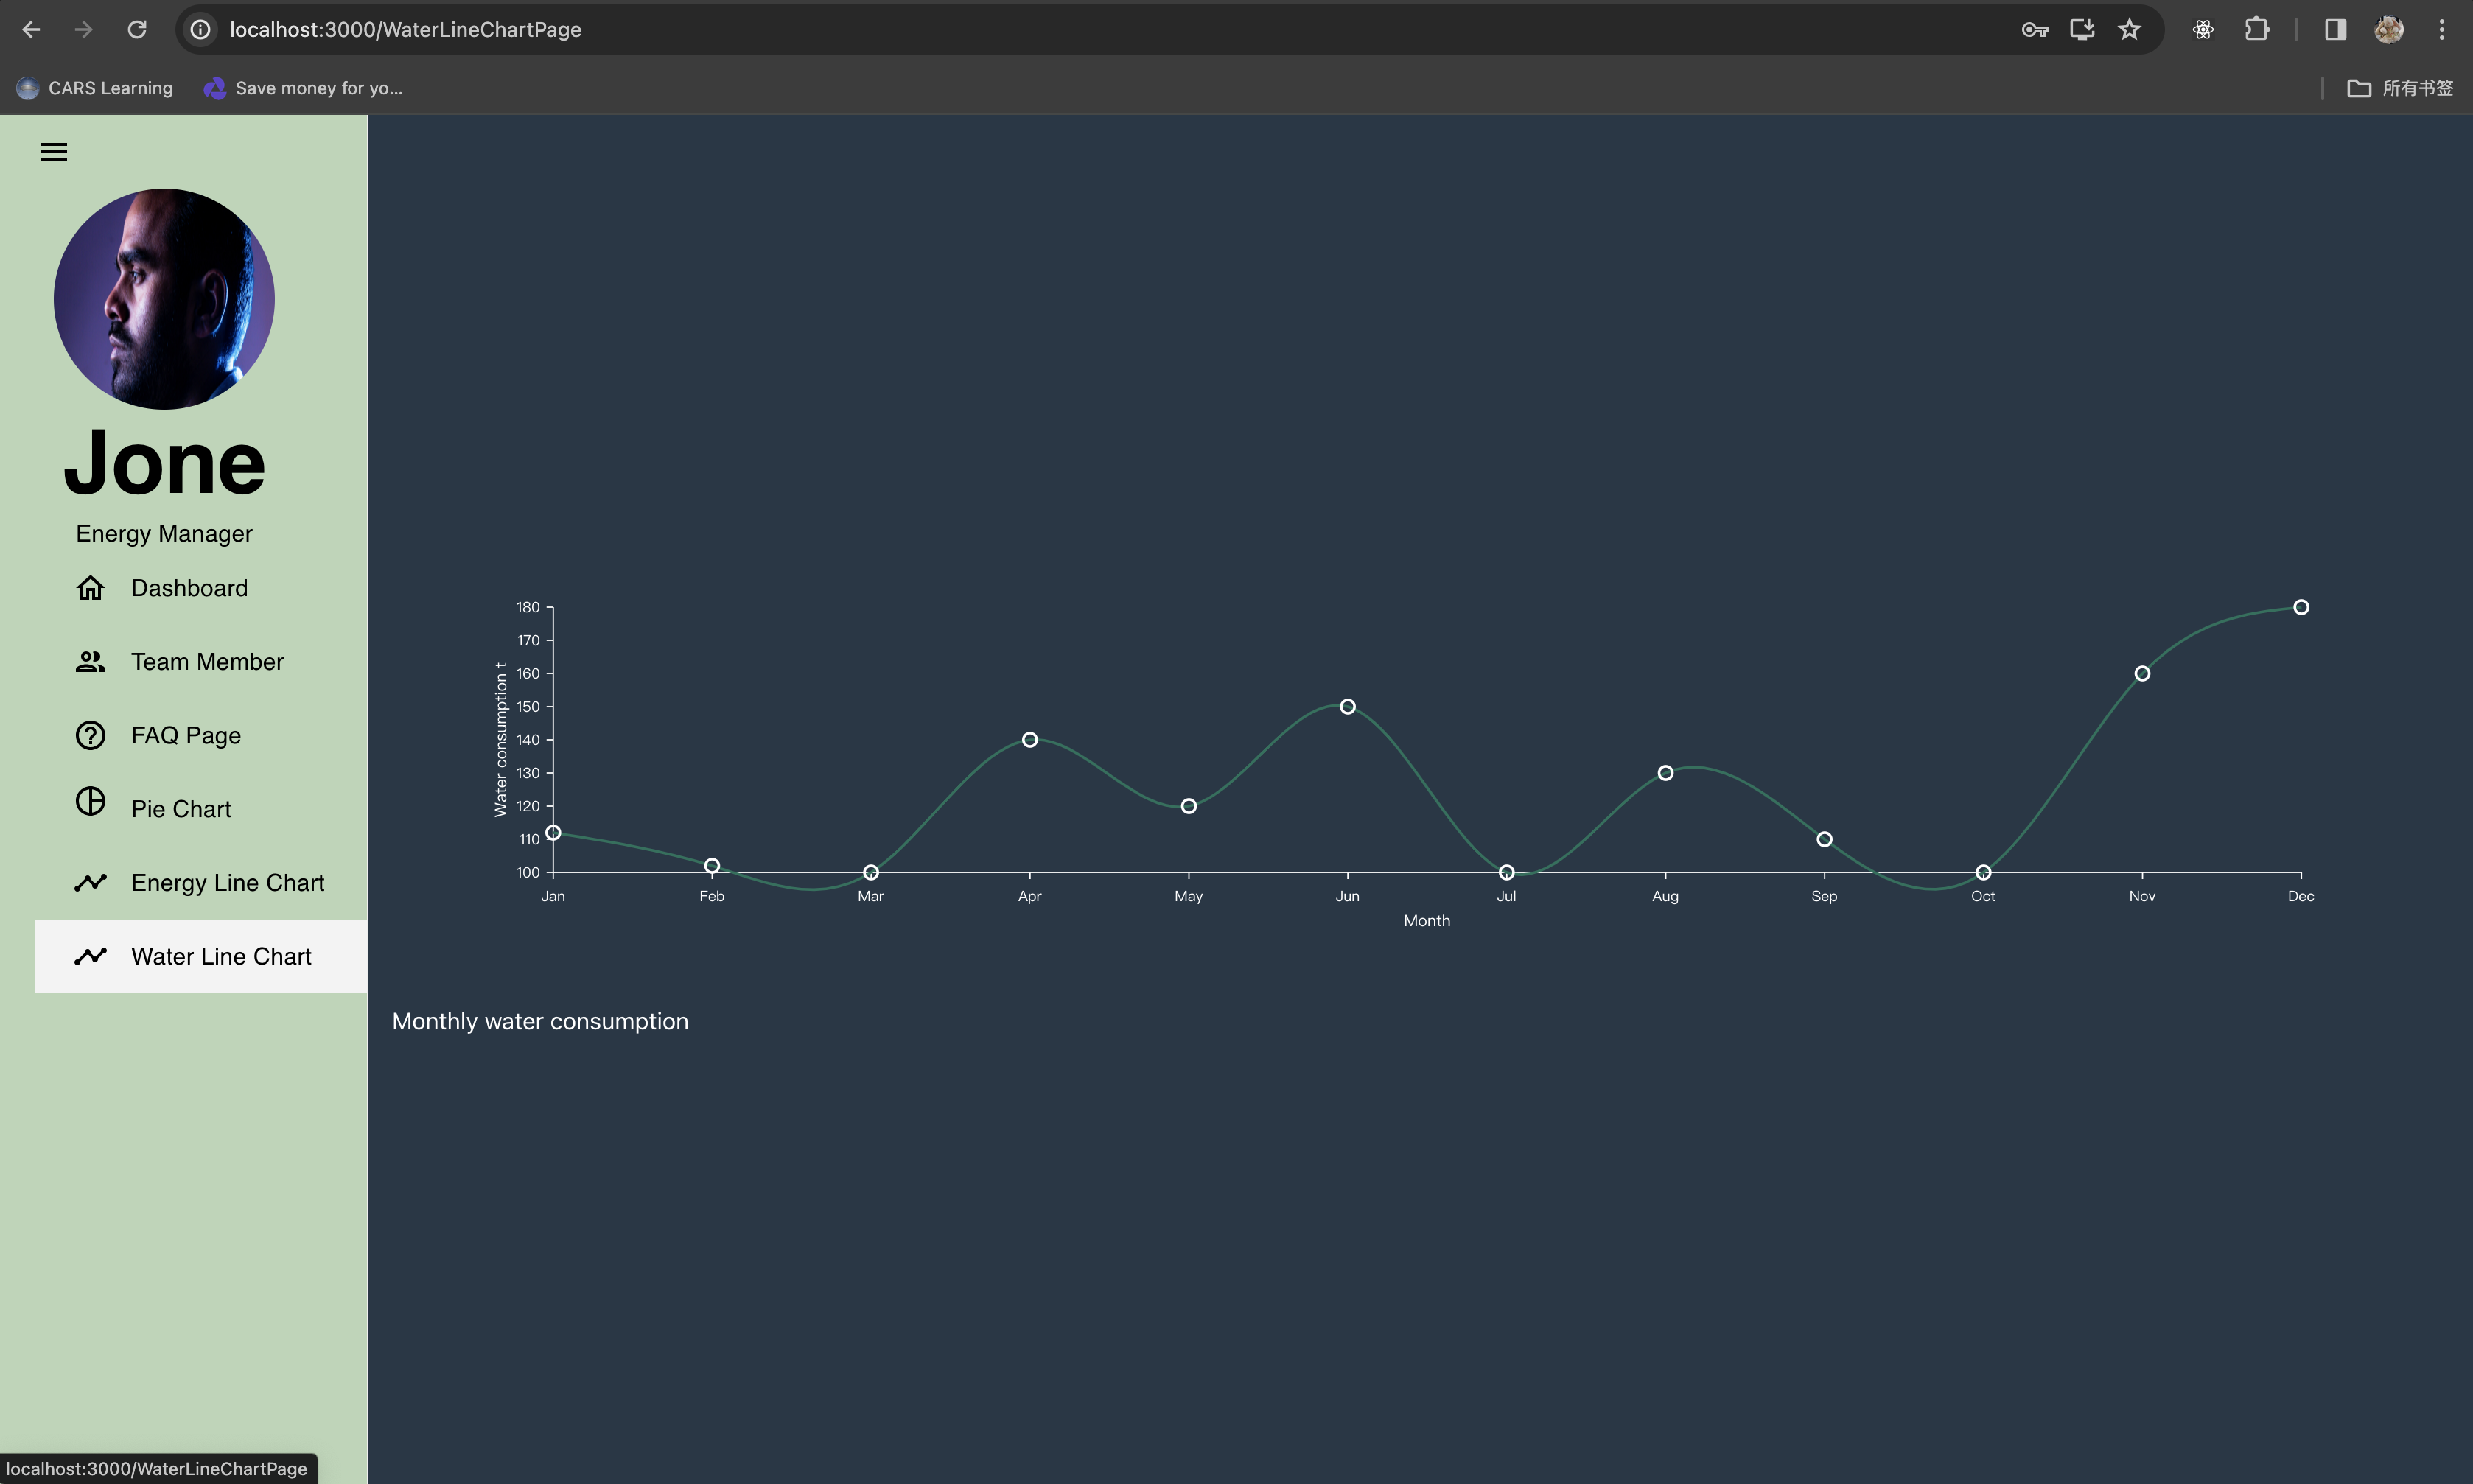 localhost:3000/WaterLineChartPage
CARS Learning
Save money for yo...
所有书签
Jone
Energy Manager
Dashboard
Team Member
FAQ Page
Pie Chart
Energy Line Chart
Water Line Chart
Water consumption t
180
170
160
150
140
130
120
110
100
Jan Feb Mar Apr May Jun Jul Aug Sep Oct Nov Dec
Month
Monthly water consumption
localhost:3000/WaterLineChartPage